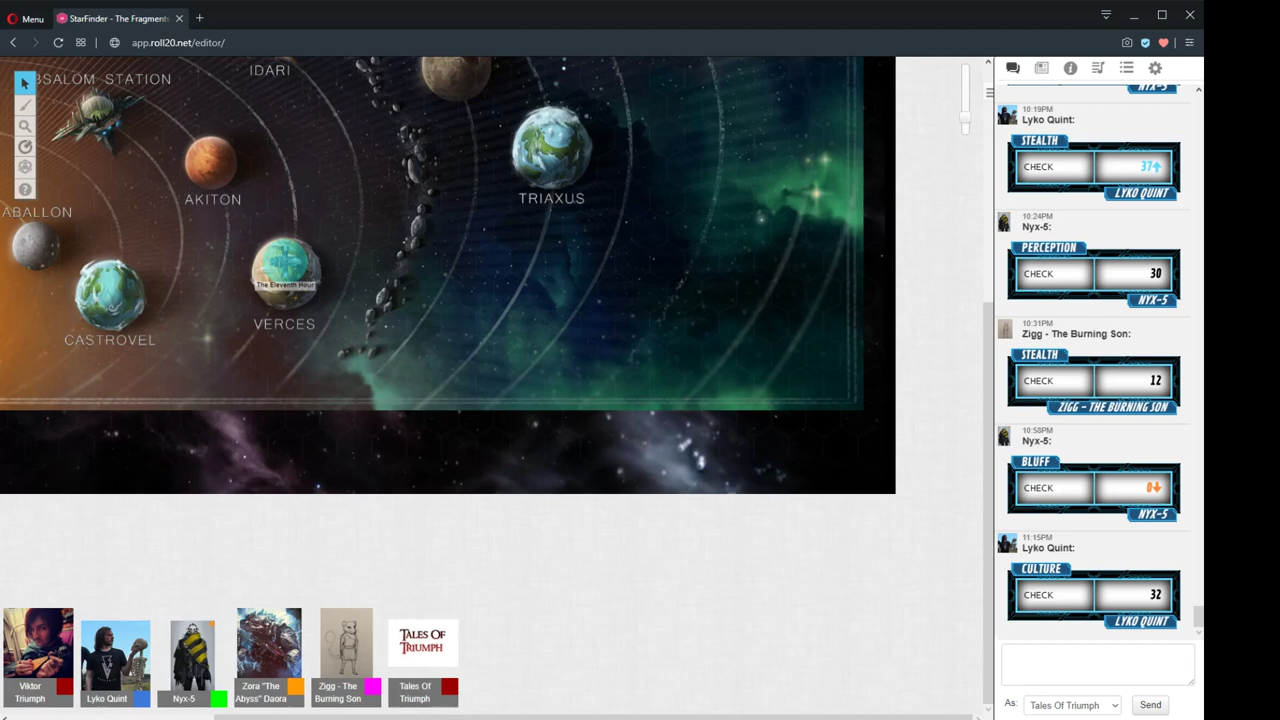 Menu
StarFinder - The Fragments
app.roll20.net/editor/
BSALOM STATION
IDARI
TRIAXUS
AKITON
ABALLON
The Eleventh Hour
VERCES
CASTROVEL
Viktor
Triumph
Lyko Quint
Nyx-5
Zora "The
Abyss" Daora
Zigg - The
Burning Son
TALES OF
TRIUMPH
Tales Of
Triumph
NYX-5
10:19PM
Lyko Quint:
STEALTH
CHECK 37
LYKO QUINT
10:24PM
Nyx-5:
PERCEPTION
CHECK 30
NYX-5
10:31PM
Zigg - The Burning Son:
STEALTH
CHECK 12
ZIGG - THE BURNING SON
10:58PM
Nyx-5:
BLUFF
CHECK 0
NYX-5
11:15PM
Lyko Quint:
CULTURE
CHECK 32
LYKO QUINT
As: Tales Of Triumph Send